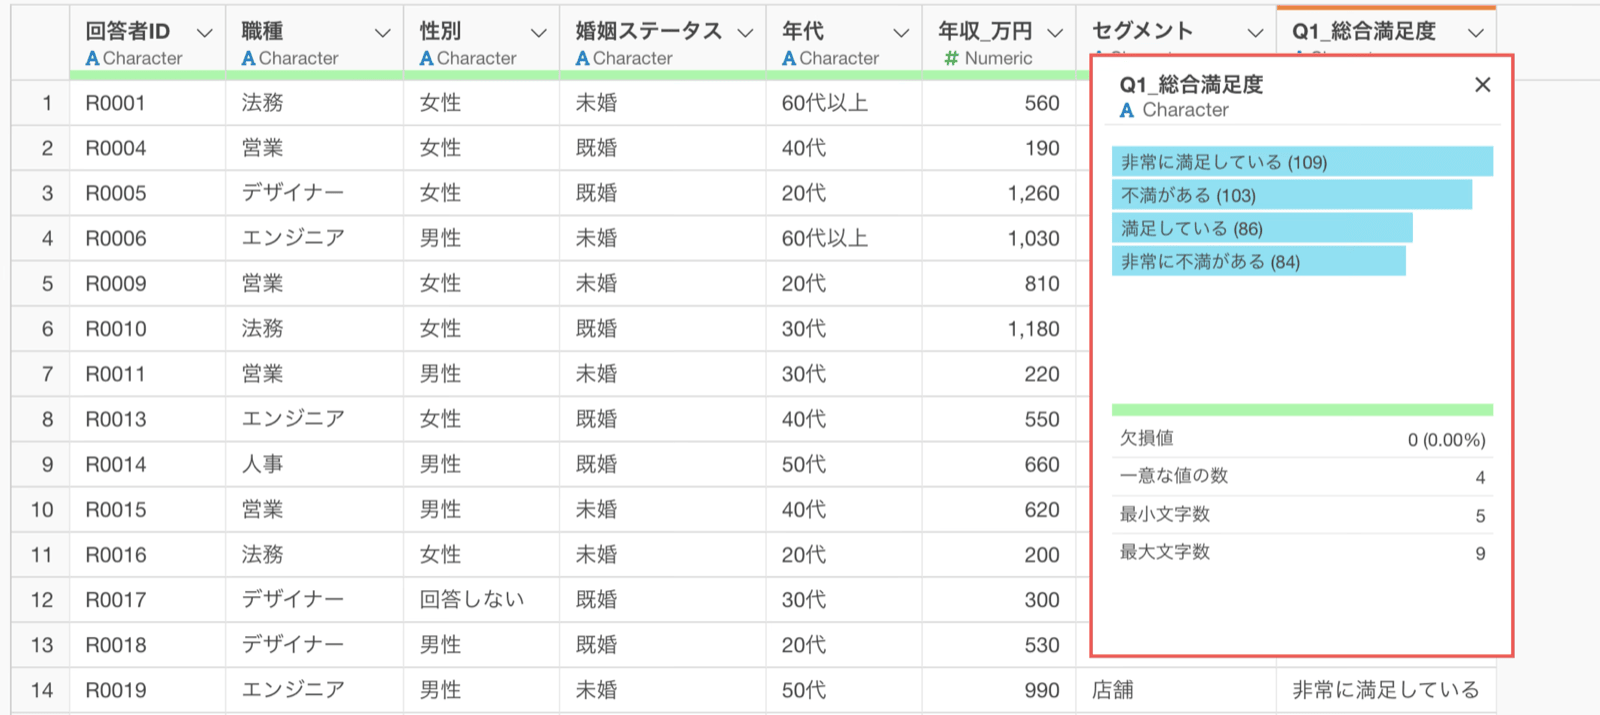 回答者ID 職種 性別 婚姻ステータス 年代 年収_万円 セグメント Q1_総合満足度
A Character A Character A Character A Character A Character # Numeric
1 R0001 法務 女性 未婚 60代以上 560
2 R0004 営業 女性 既婚 40代 190
3 R0005 デザイナー 女性 既婚 20代 1,260
4 R0006 エンジニア 男性 未婚 60代以上 1,030
5 R0009 営業 女性 未婚 20代 810
6 R0010 法務 女性 既婚 30代 1,180
7 R0011 営業 男性 未婚 30代 220
8 R0013 エンジニア 女性 既婚 40代 550
9 R0014 人事 男性 既婚 50代 660
10 R0015 営業 男性 未婚 40代 620
11 R0016 法務 女性 未婚 20代 200
12 R0017 デザイナー 回答しない 既婚 30代 300
13 R0018 デザイナー 男性 既婚 20代 530
14 R0019 エンジニア 男性 未婚 50代 990 店舗 非常に満足している
Q1_総合満足度
A Character
非常に満足している (109)
不満がある (103)
満足している (86)
非常に不満がある (84)
欠損値 0 (0.00%)
一意な値の数 4
最小文字数 5
最大文字数 9